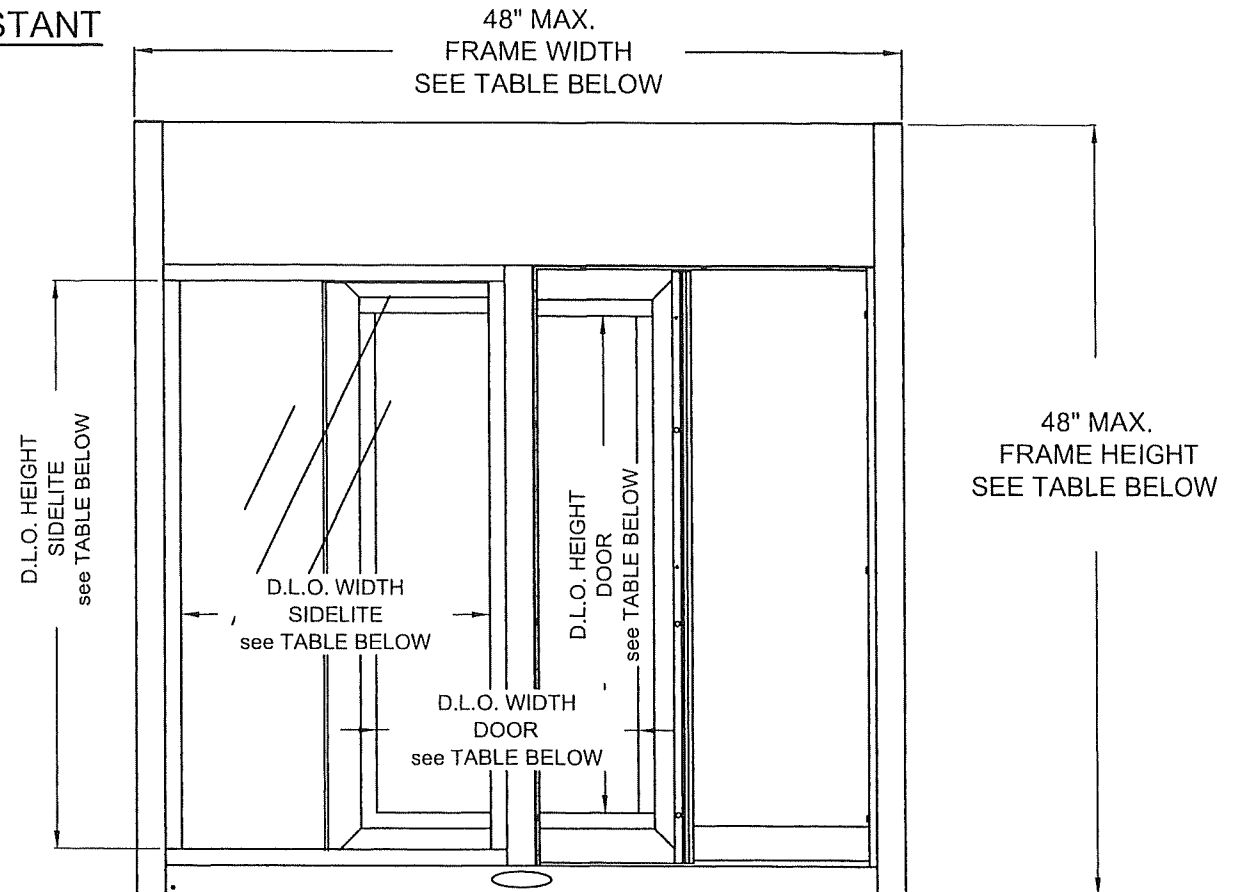 STANT
48" MAX.
FRAME WIDTH
SEE TABLE BELOW
48" MAX.
FRAME HEIGHT
SEE TABLE BELOW
D.L.O. HEIGHT
SIDELITE
see TABLE BELOW
D.L.O. WIDTH
SIDELITE
see TABLE BELOW
D.L.O. HEIGHT
DOOR
see TABLE BELOW
D.L.O. WIDTH
DOOR
see TABLE BELOW